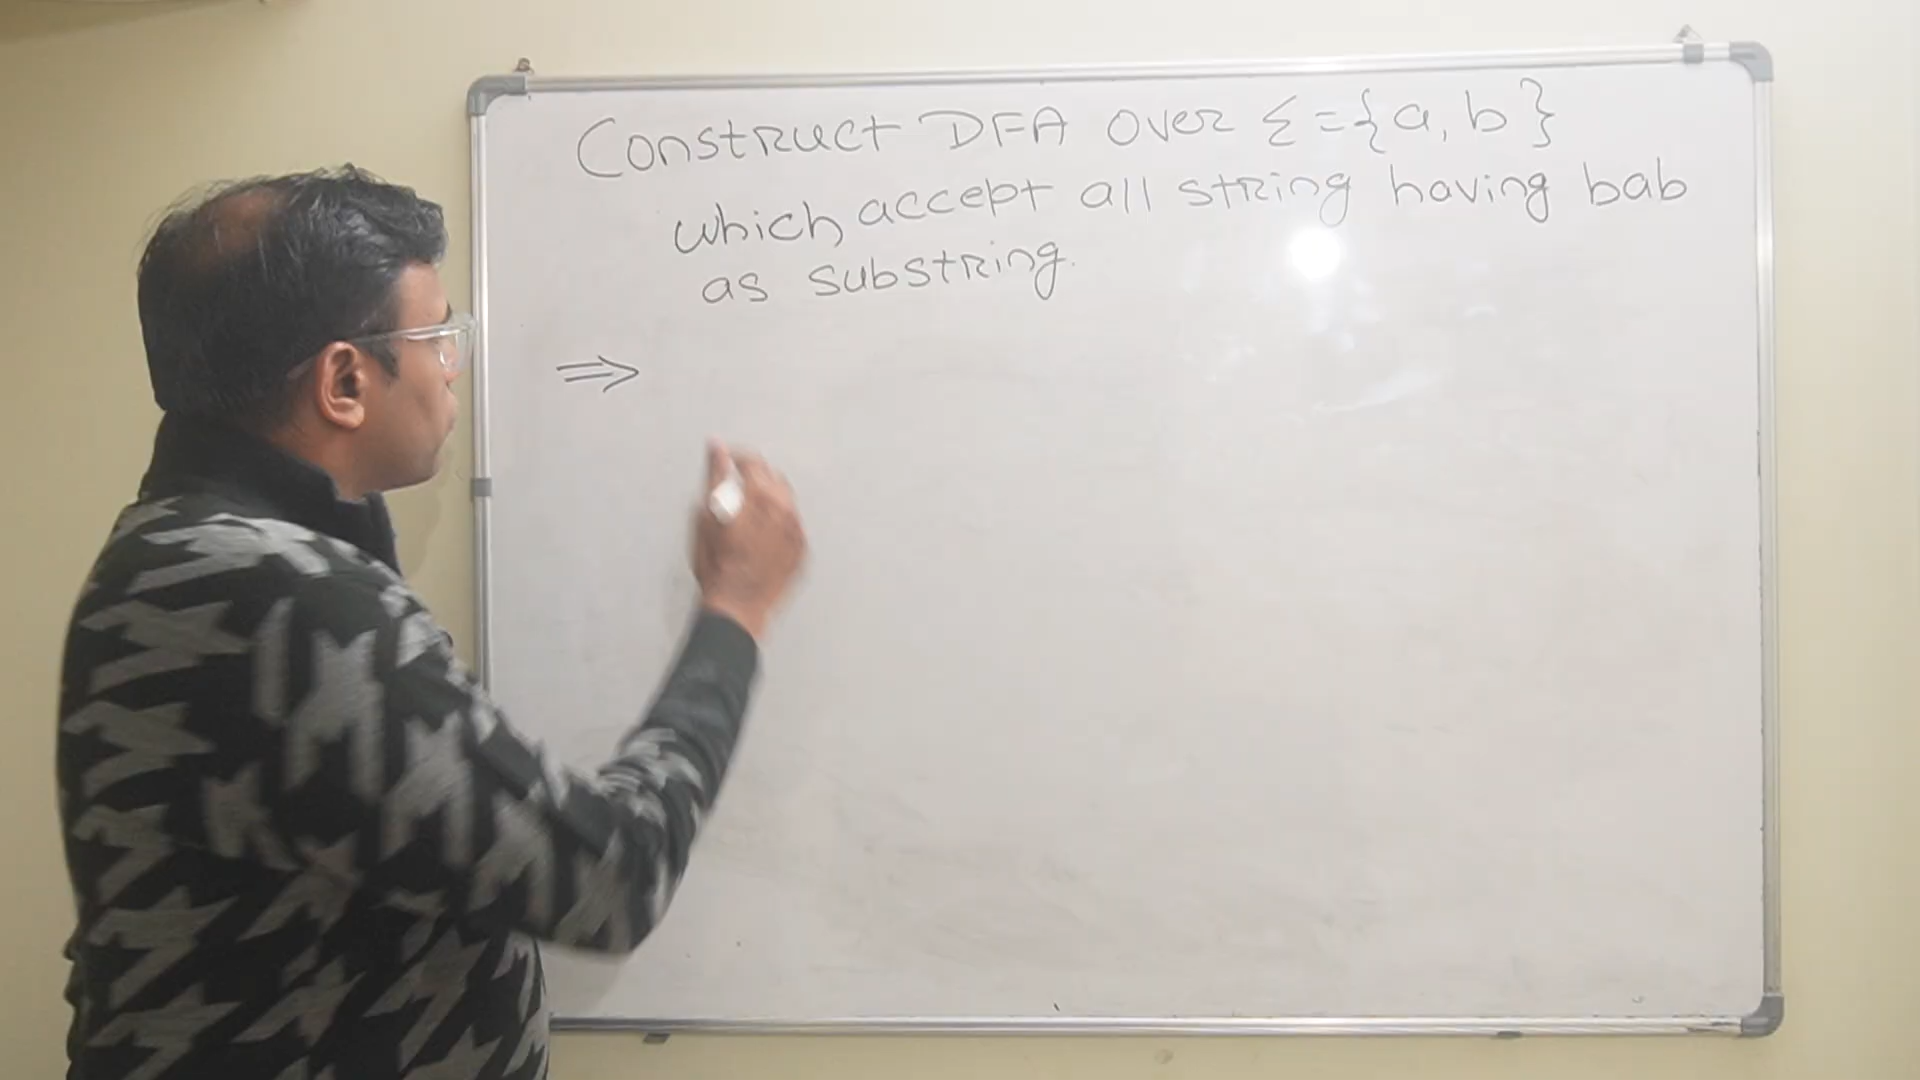 Construct DFA over Σ={a, b}
which accept all string having bab
as substring.
⇒